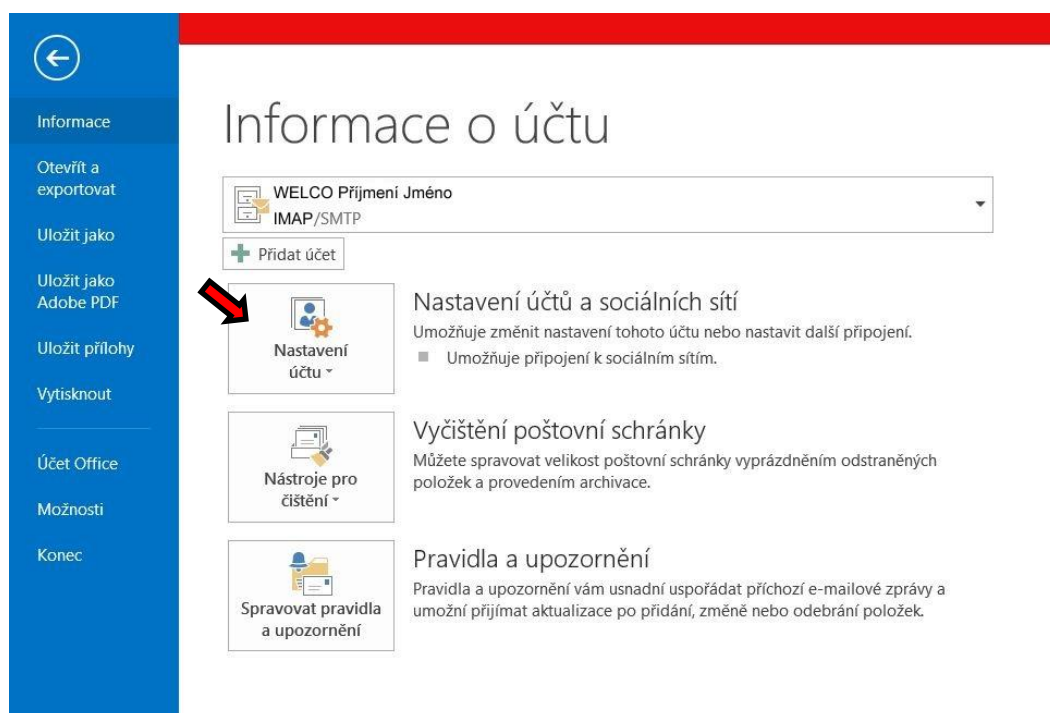 Informace
Otevřít a
exportovat
Uložit jako
Uložit jako
Adobe PDF
Uložit přílohy
Vytisknout
Účet Office
Možnosti
Konec
Informace o účtu
WELCO Příjmení Jméno
IMAP/SMTP
Přidat účet
Nastavení
účtu
Nastavení účtů a sociálních sítí
Umožňuje změnit nastavení tohoto účtu nebo nastavit další připojení.
Umožňuje připojení k sociálním sítím.
Nástroje pro
čištění
Vyčištění poštovní schránky
Můžete spravovat velikost poštovní schránky vyprázdněním odstraněných
položek a provedením archivace.
Spravovat pravidla
a upozornění
Pravidla a upozornění
Pravidla a upozornění vám usnadní uspořádat příchozí e-mailové zprávy a
umožní přijímat aktualizace po přidání, změně nebo odebrání položek.